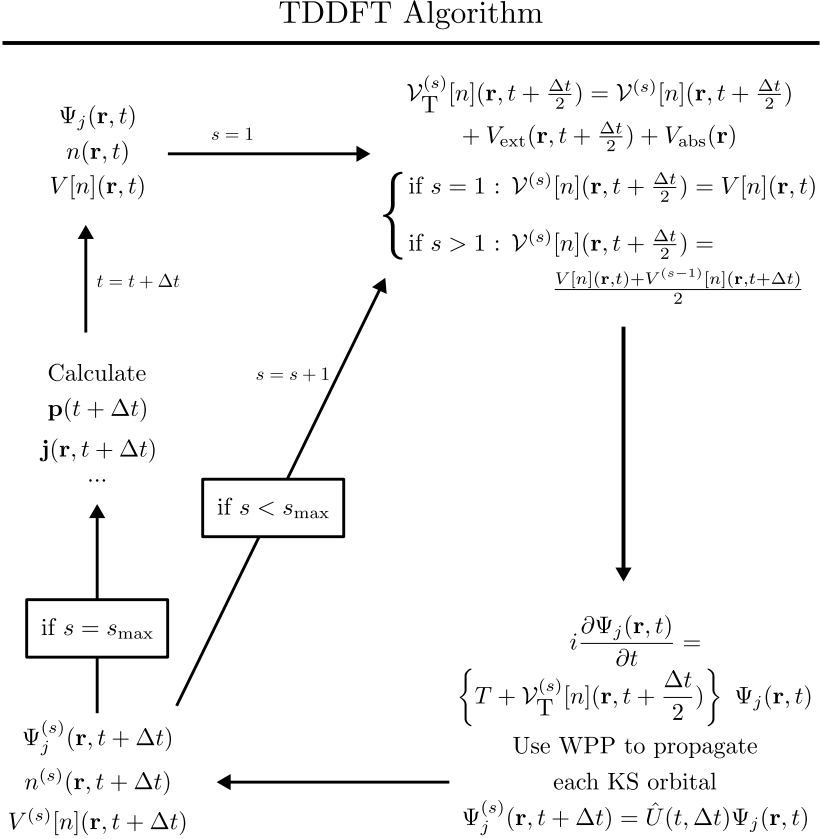 TDDFT Algorithm
Ψ_j(𝐫, t)
n(𝐫, t)
V[n](𝐫, t)
s = 1
𝒱_T^{(s)}[n](𝐫, t + Δt/2) = 𝒱^{(s)}[n](𝐫, t + Δt/2)
+ V_ext(𝐫, t + Δt/2) + V_abs(𝐫)
if s = 1 : 𝒱^{(s)}[n](𝐫, t + Δt/2) = V[n](𝐫, t)
if s > 1 : 𝒱^{(s)}[n](𝐫, t + Δt/2) =
(V[n](𝐫,t)+V^{(s−1)}[n](𝐫,t+Δt))/2
t = t + Δt
Calculate
𝐩(t + Δt)
𝐣(𝐫, t + Δt)
...
s = s + 1
if s < s_max
if s = s_max
i ∂Ψ_j(𝐫, t)/∂t =
{T + 𝒱_T^{(s)}[n](𝐫, t + Δt/2)} Ψ_j(𝐫, t)
Use WPP to propagate
each KS orbital
Ψ_j^{(s)}(𝐫, t + Δt) = Û(t, Δt)Ψ_j(𝐫, t)
Ψ_j^{(s)}(𝐫, t + Δt)
n^{(s)}(𝐫, t + Δt)
V^{(s)}[n](𝐫, t + Δt)